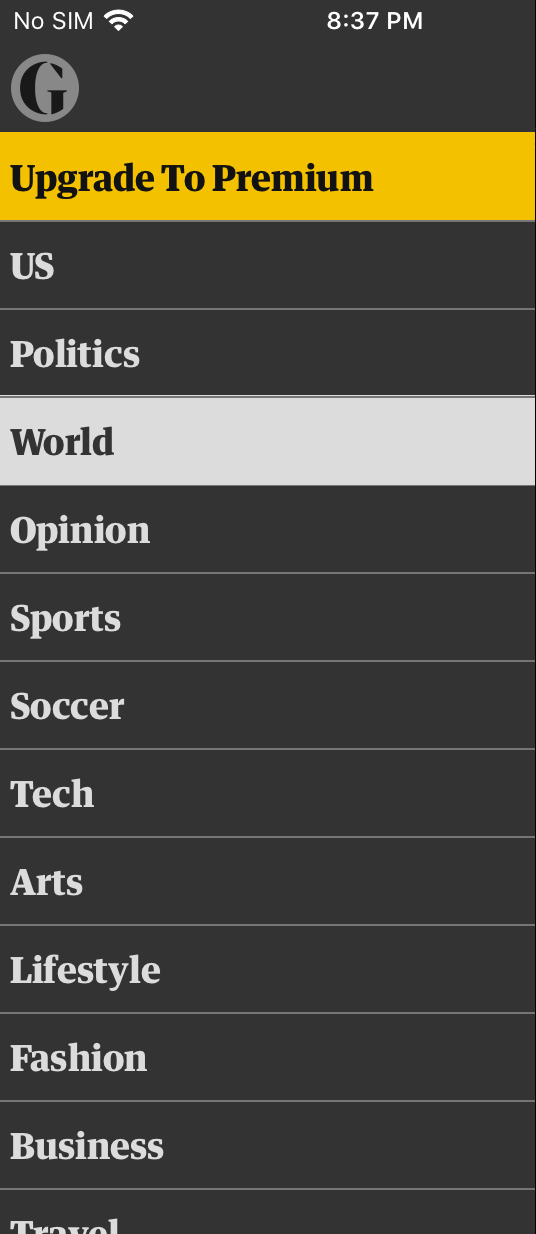 No SIM 8:37 PM
G
Upgrade To Premium
US
Politics
World
Opinion
Sports
Soccer
Tech
Arts
Lifestyle
Fashion
Business
Travel